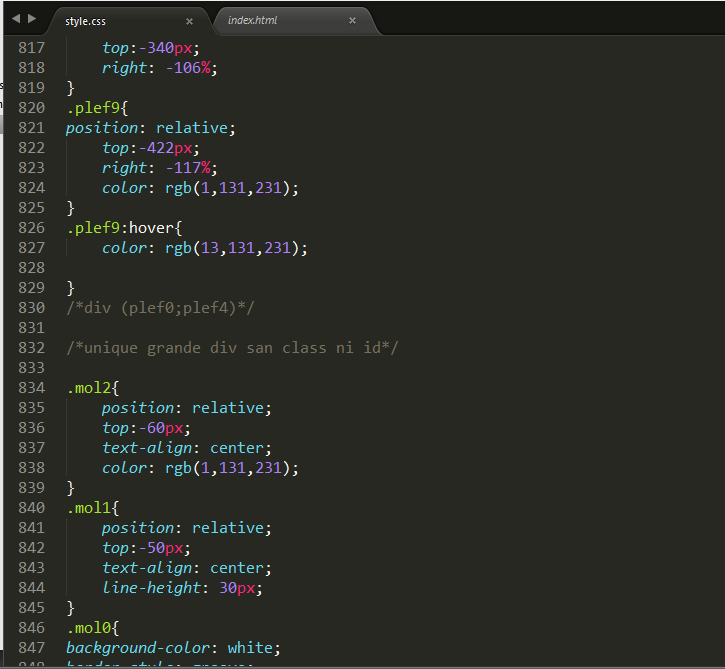 style.css × index.html ×
817 top:-340px;
818 right: -106%;
819 }
820 .plef9{
821 position: relative;
822 top:-422px;
823 right: -117%;
824 color: rgb(1,131,231);
825 }
826 .plef9:hover{
827 color: rgb(13,131,231);
828
829 }
830 /*div (plef0;plef4)*/
831
832 /*unique grande div san class ni id*/
833
834 .mol2{
835 position: relative;
836 top:-60px;
837 text-align: center;
838 color: rgb(1,131,231);
839 }
840 .mol1{
841 position: relative;
842 top:-50px;
843 text-align: center;
844 line-height: 30px;
845 }
846 .mol0{
847 background-color: white;